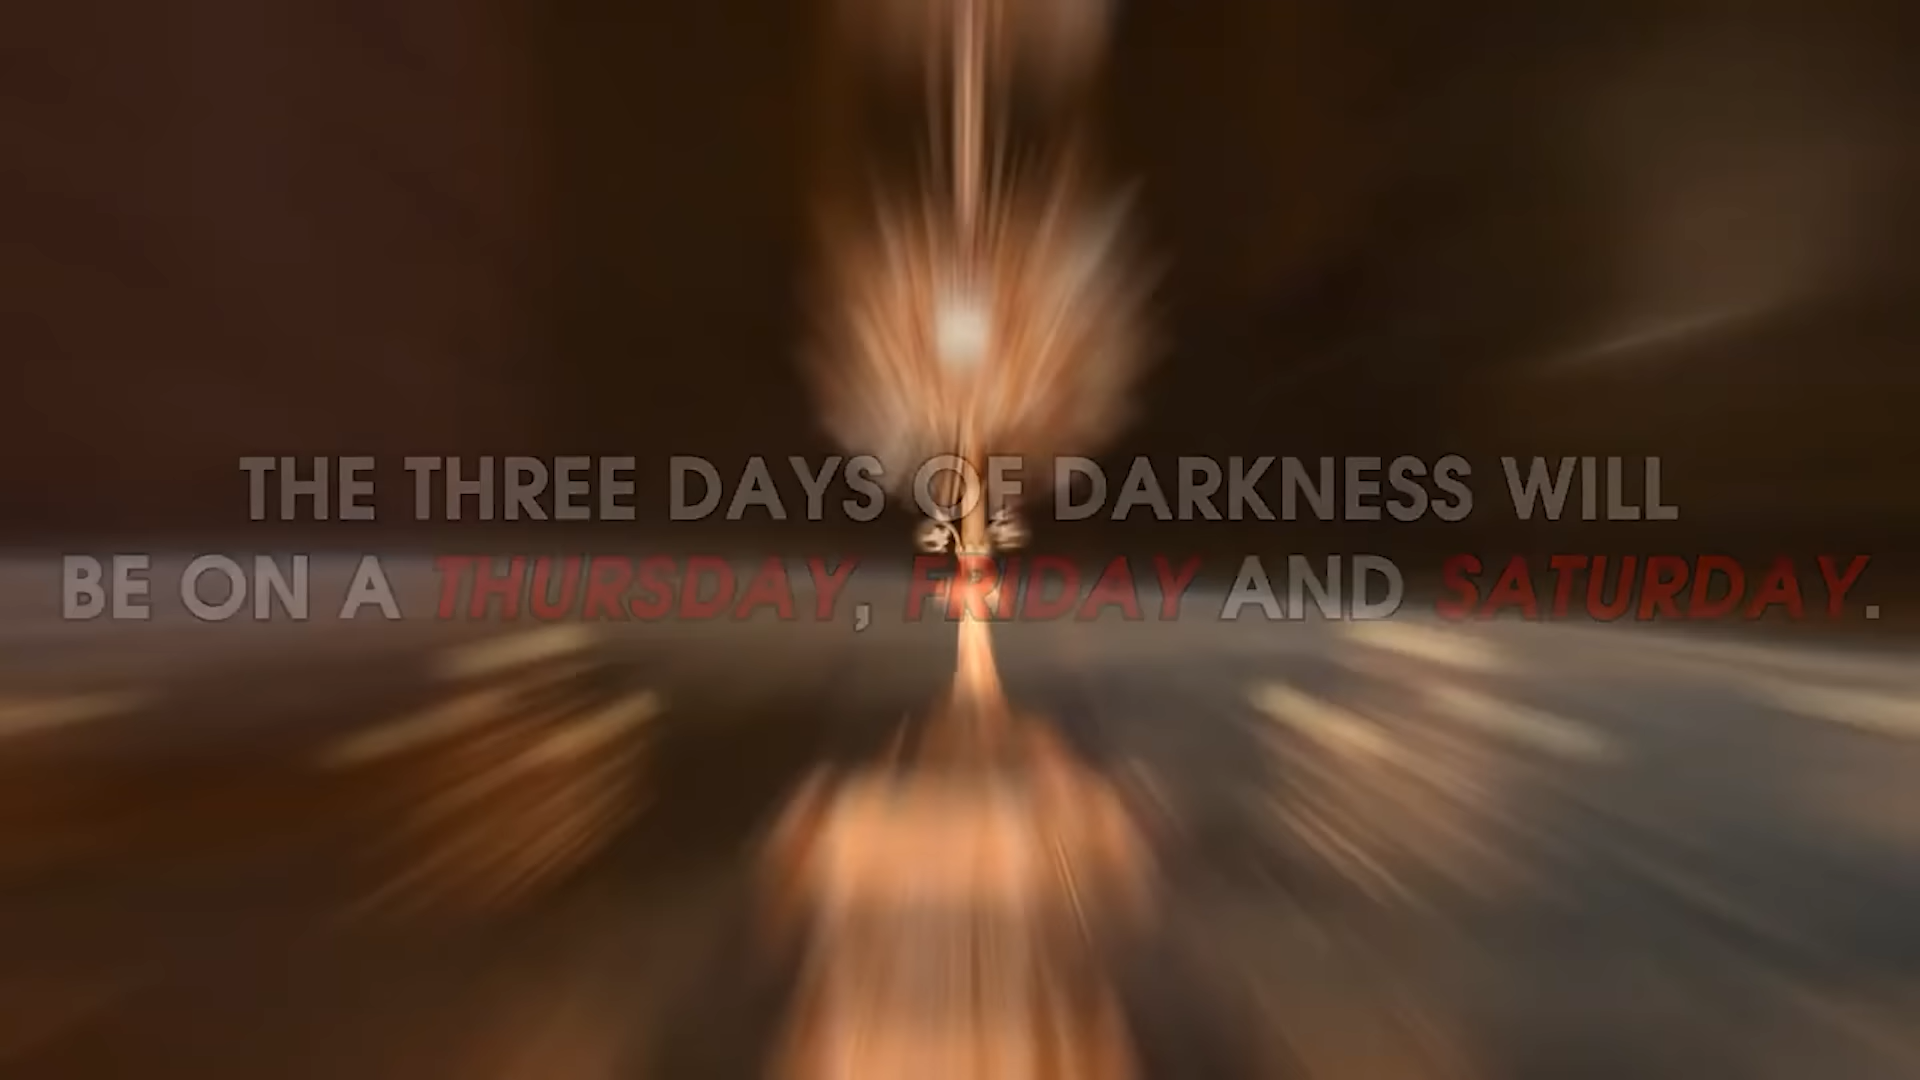 THE THREE DAYS OF DARKNESS WILL
BE ON A THURSDAY, FRIDAY AND SATURDAY.